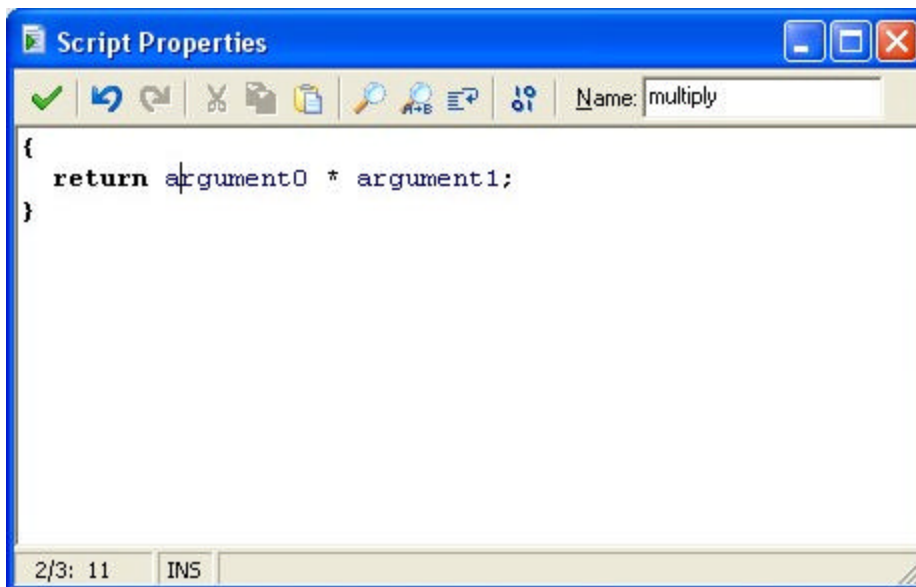 Script Properties
Name: multiply
{
return argument0 * argument1;
}
2/3: 11 INS